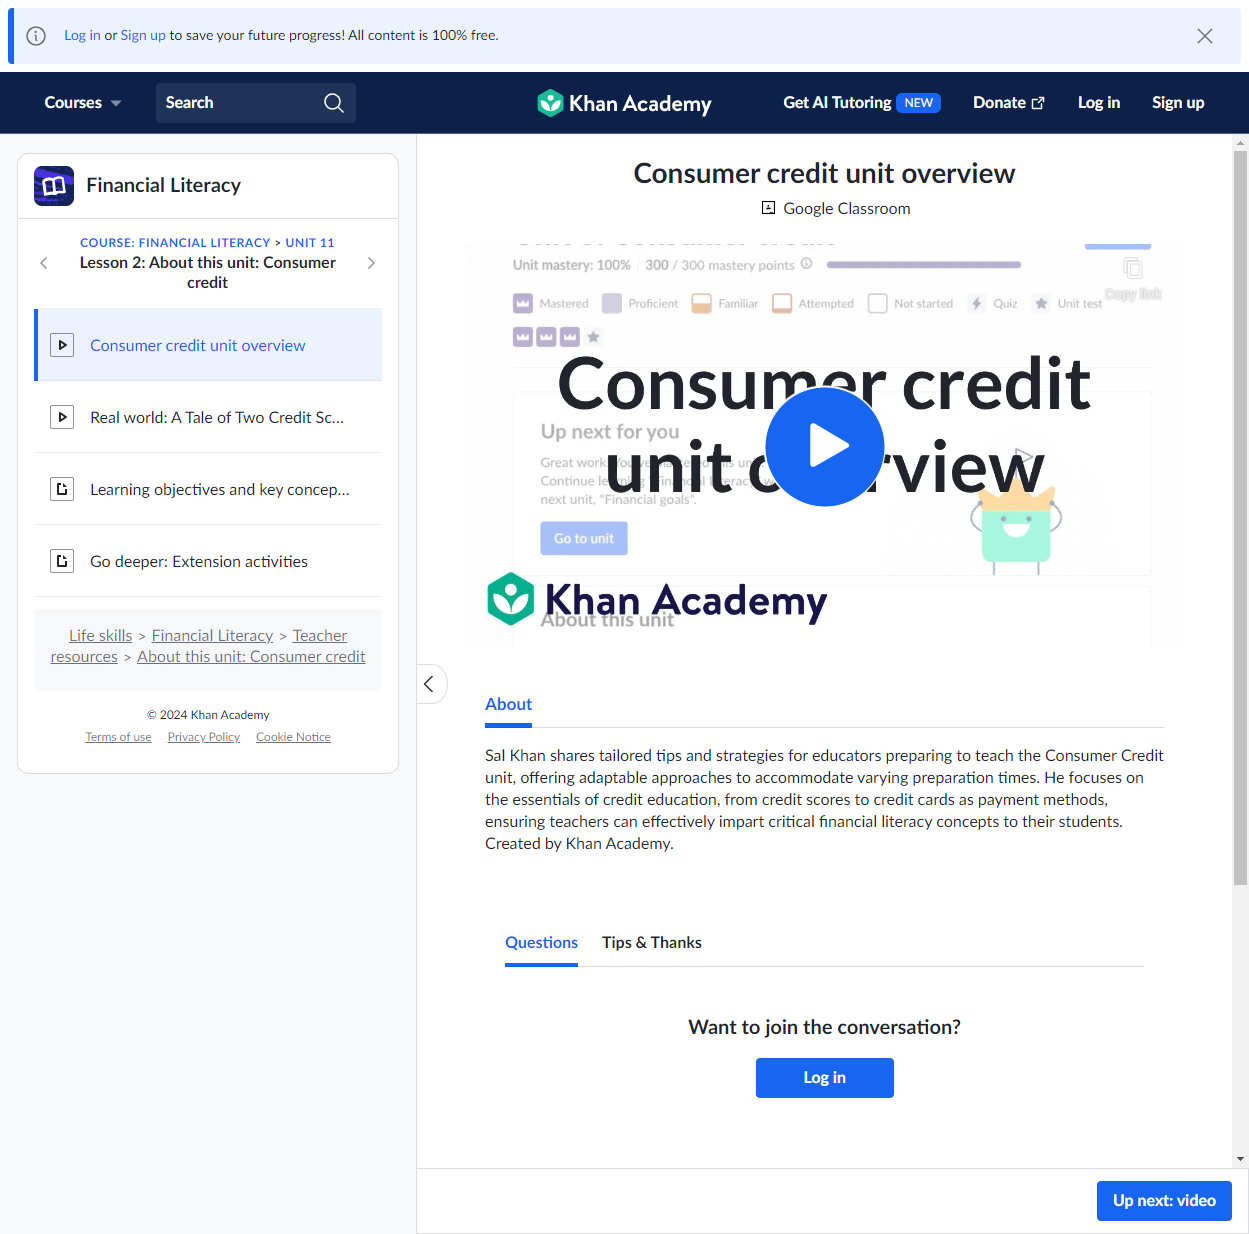 Log in or Sign up to save your future progress! All content is 100% free.
Courses
Search
Khan Academy
Get AI Tutoring NEW
Donate
Log in
Sign up
Financial Literacy
COURSE: FINANCIAL LITERACY > UNIT 11
Lesson 2: About this unit: Consumer
credit
Consumer credit unit overview
Real world: A Tale of Two Credit Sc...
Learning objectives and key concep...
Go deeper: Extension activities
Life skills > Financial Literacy > Teacher
resources > About this unit: Consumer credit
© 2024 Khan Academy
Terms of use Privacy Policy Cookie Notice
Consumer credit unit overview
Google Classroom
Unit mastery: 100% 300 / 300 mastery points
Copy link
Mastered Proficient Familiar Attempted Not started Quiz Unit test
Consumer credit
unit
Up next for you
Continue
next unit, "Financial goals".
Go to unit
Khan Academy
About this unit
About
Sal Khan shares tailored tips and strategies for educators preparing to teach the Consumer Credit
unit, offering adaptable approaches to accommodate varying preparation times. He focuses on
the essentials of credit education, from credit scores to credit cards as payment methods,
ensuring teachers can effectively impart critical financial literacy concepts to their students.
Created by Khan Academy.
Questions
Tips & Thanks
Want to join the conversation?
Log in
Up next: video